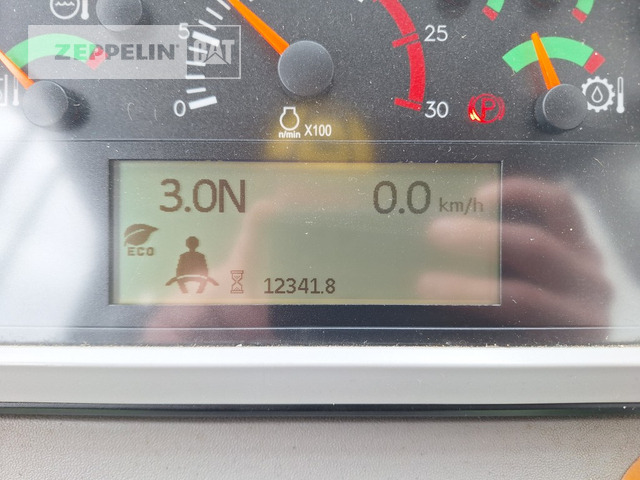 ZEPPELIN CAT
5
25
0
30
n/min X100
P
3.0N 0.0 km/h
ECO
12341.8